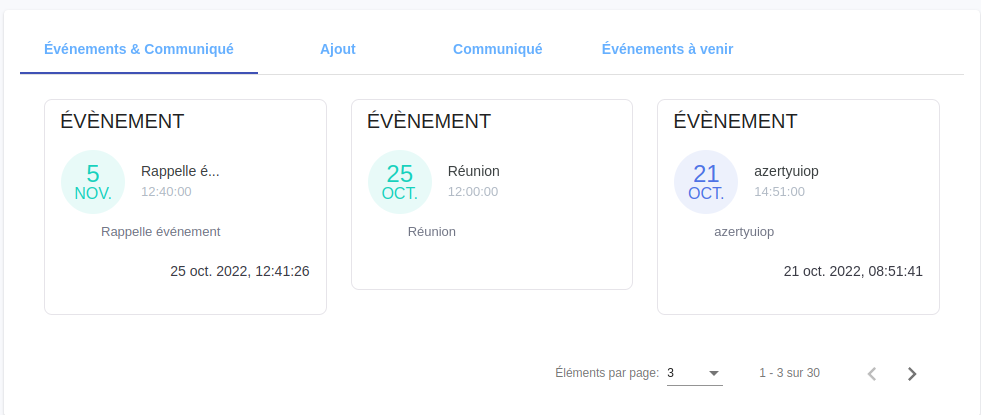 Événements & Communiqué Ajout Communiqué Événements à venir
ÉVÈNEMENT
5
NOV.
Rappelle é...
12:40:00
Rappelle événement
25 oct. 2022, 12:41:26
ÉVÈNEMENT
25
OCT.
Réunion
12:00:00
Réunion
ÉVÈNEMENT
21
OCT.
azertyuiop
14:51:00
azertyuiop
21 oct. 2022, 08:51:41
Éléments par page: 3 1 - 3 sur 30